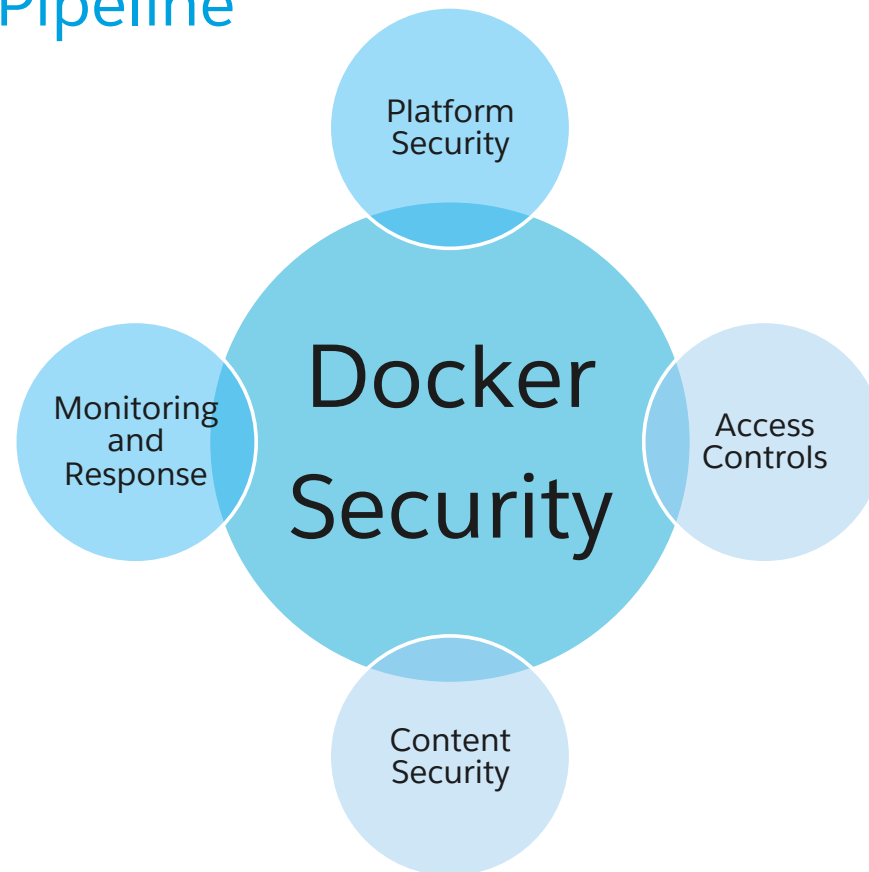 Pipeline
Platform
Security
Docker
Security
Monitoring
and
Response
Access
Controls
Content
Security